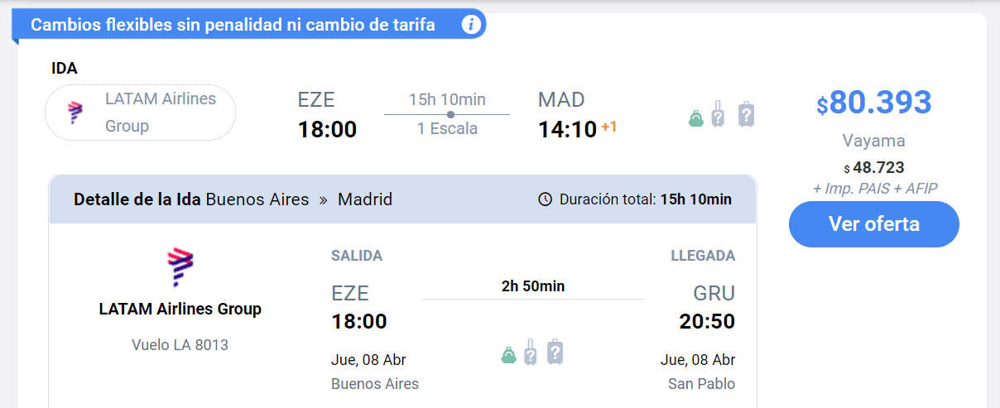 Cambios flexibles sin penalidad ni cambio de tarifa i
IDA
LATAM Airlines
Group
EZE
18:00
15h 10min
1 Escala
MAD
14:10 +1
? ?
$80.393
Vayama
$ 48.723
+ Imp. PAIS + AFIP
Ver oferta
Detalle de la Ida Buenos Aires » Madrid
Duración total: 15h 10min
LATAM Airlines Group
Vuelo LA 8013
SALIDA
EZE
18:00
Jue, 08 Abr
Buenos Aires
2h 50min
? ?
LLEGADA
GRU
20:50
Jue, 08 Abr
San Pablo